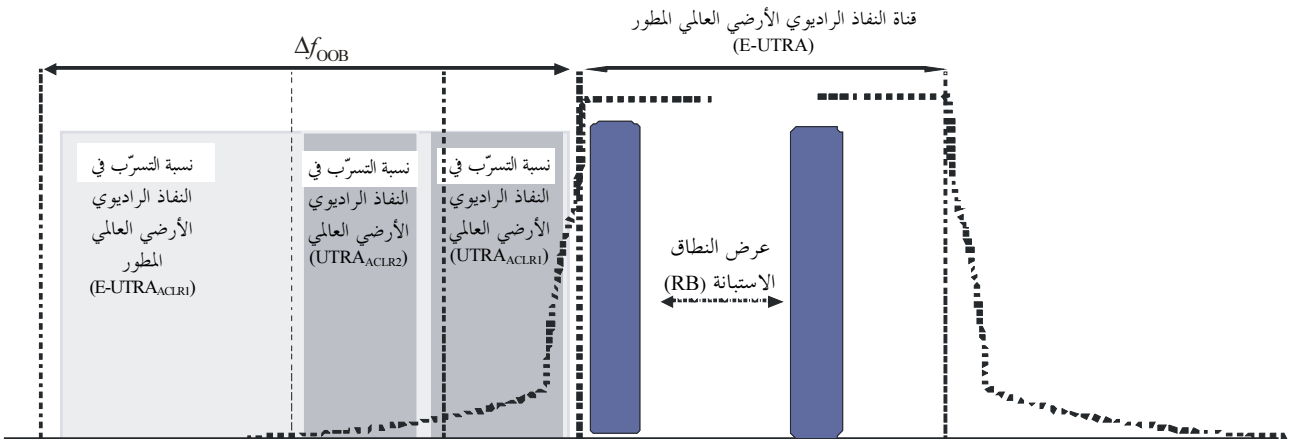 قناة النفاذ الراديوي الأرضي العالمي المطور
(E-UTRA)
Δf_OOB
عرض النطاق
الاستبانة (RB)
نسبة التسرّب في
النفاذ الراديوي
الأرضي العالمي
(UTRA_ACLR1)
نسبة التسرّب في
النفاذ الراديوي
الأرضي العالمي
(UTRA_ACLR2)
نسبة التسرّب في
النفاذ الراديوي
الأرضي العالمي
المطور
(E-UTRA_ACLR1)